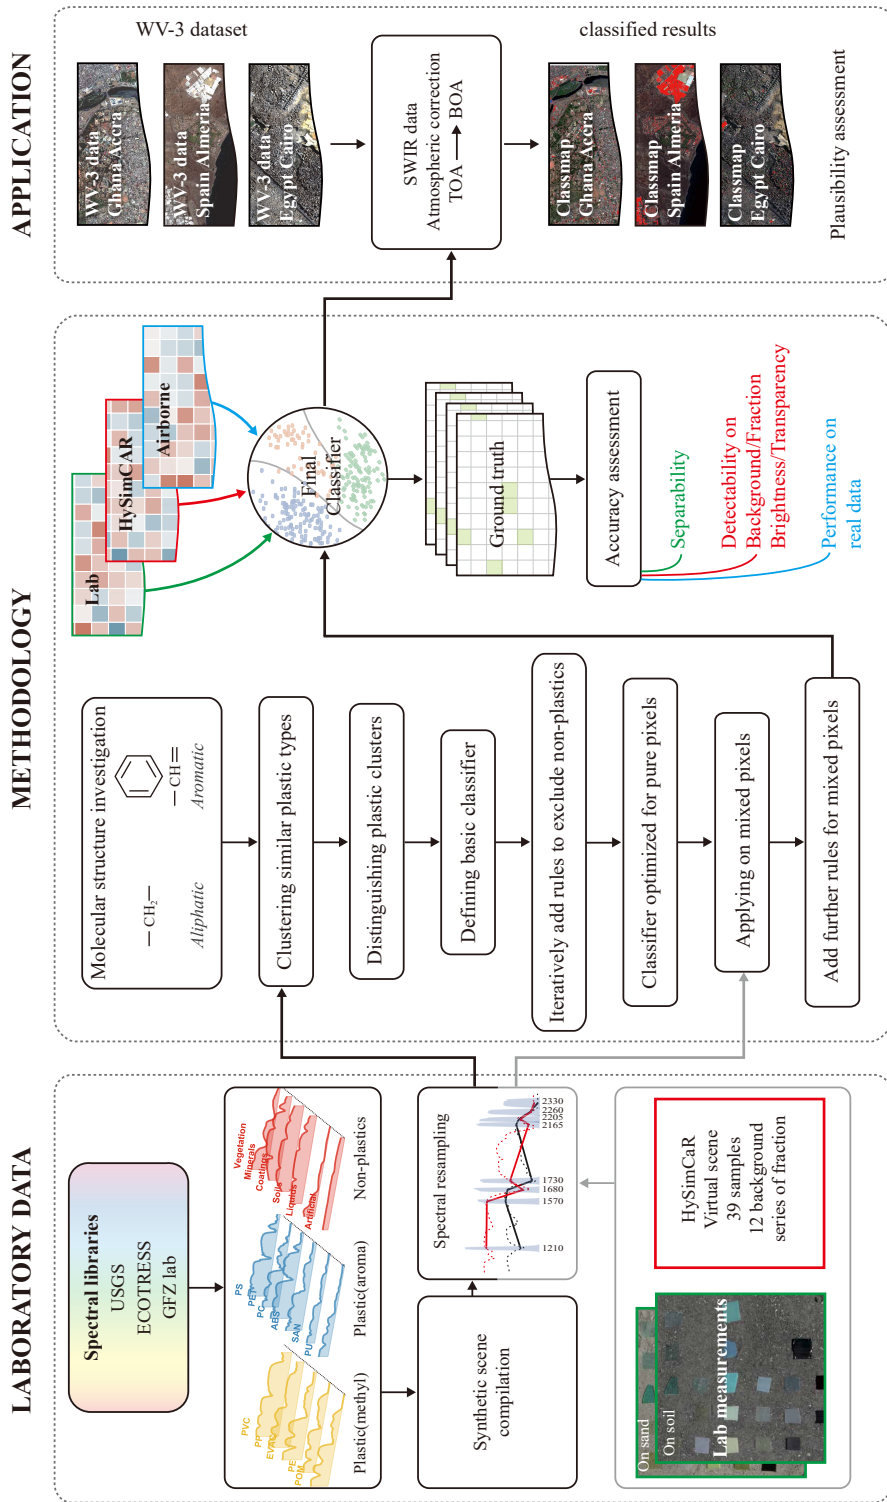 LABORATORY DATA
Spectral libraries
USGS
ECOTRESS
GFZ lab
PVC
PP
EVAC
PE
POM
Plastic(methyl)
PS
PET
PC
ABS
SAN
PU
Plastic(aroma)
Vegetation
Minerals
Coatings
Soils
Liquids
Artificial
Non-plastics
Synthetic scene
compilation
Spectral resampling
1210
1570
1680
1730
2165
2205
2260
2330
On sand
On soil
Lab measurements
HySimCaR
Virtual scene
39 samples
12 background
series of fraction
METHODOLOGY
Molecular structure investigation
— CH2—
Aliphatic
— CH═
Aromatic
Clustering similar plastic types
Distinguishing plastic clusters
Defining basic classifier
Iteratively add rules to exclude non-plastics
Classifier optimized for pure pixels
Applying on mixed pixels
Add further rules for mixed pixels
Lab
HySimCAR
Airborne
Final
Classifier
Ground truth
Accuracy assessment
Separability
Detectability on
Background/Fraction
Brightness/Transparency
Performance on
real data
APPLICATION
WV-3 dataset
WV-3 data
Ghana Accra
WV-3 data
Spain Almeria
WV-3 data
Egypt Cairo
SWIR data
Atmospheric correction
TOA → BOA
classified results
Classmap
Ghana Accra
Classmap
Spain Almeria
Classmap
Egypt Cairo
Plausibility assessment